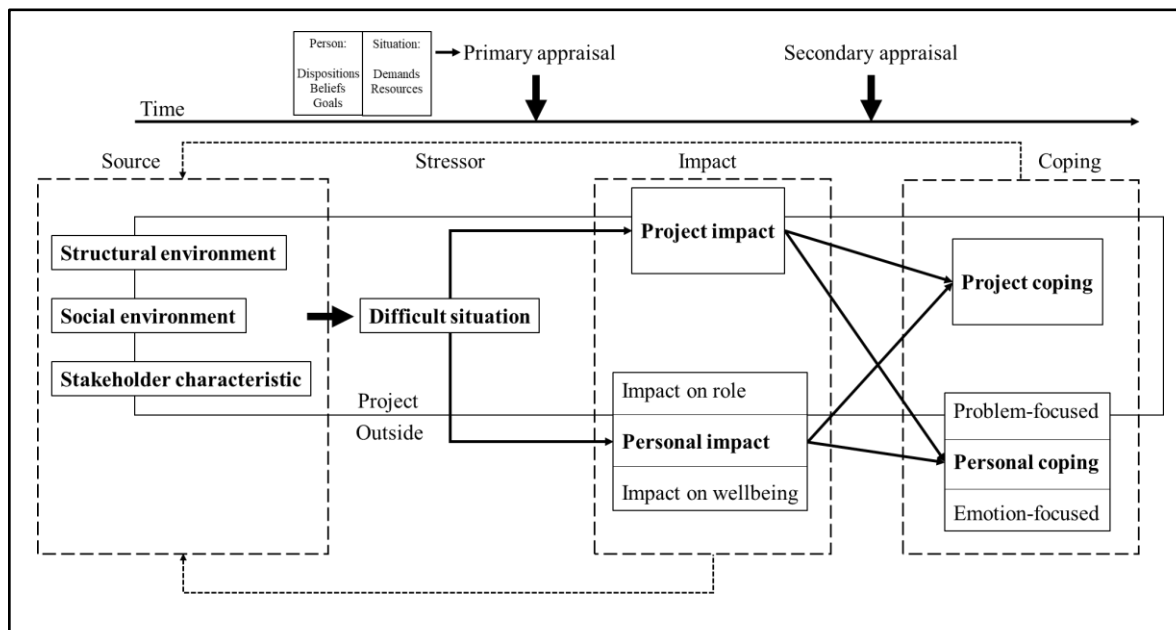 Person:
Dispositions
Beliefs
Goals
Situation:
Demands
Resources
Primary appraisal
Secondary appraisal
Time
Source
Stressor
Impact
Coping
Structural environment
Social environment
Stakeholder characteristic
Difficult situation
Project
Outside
Project impact
Impact on role
Personal impact
Impact on wellbeing
Project coping
Problem-focused
Personal coping
Emotion-focused